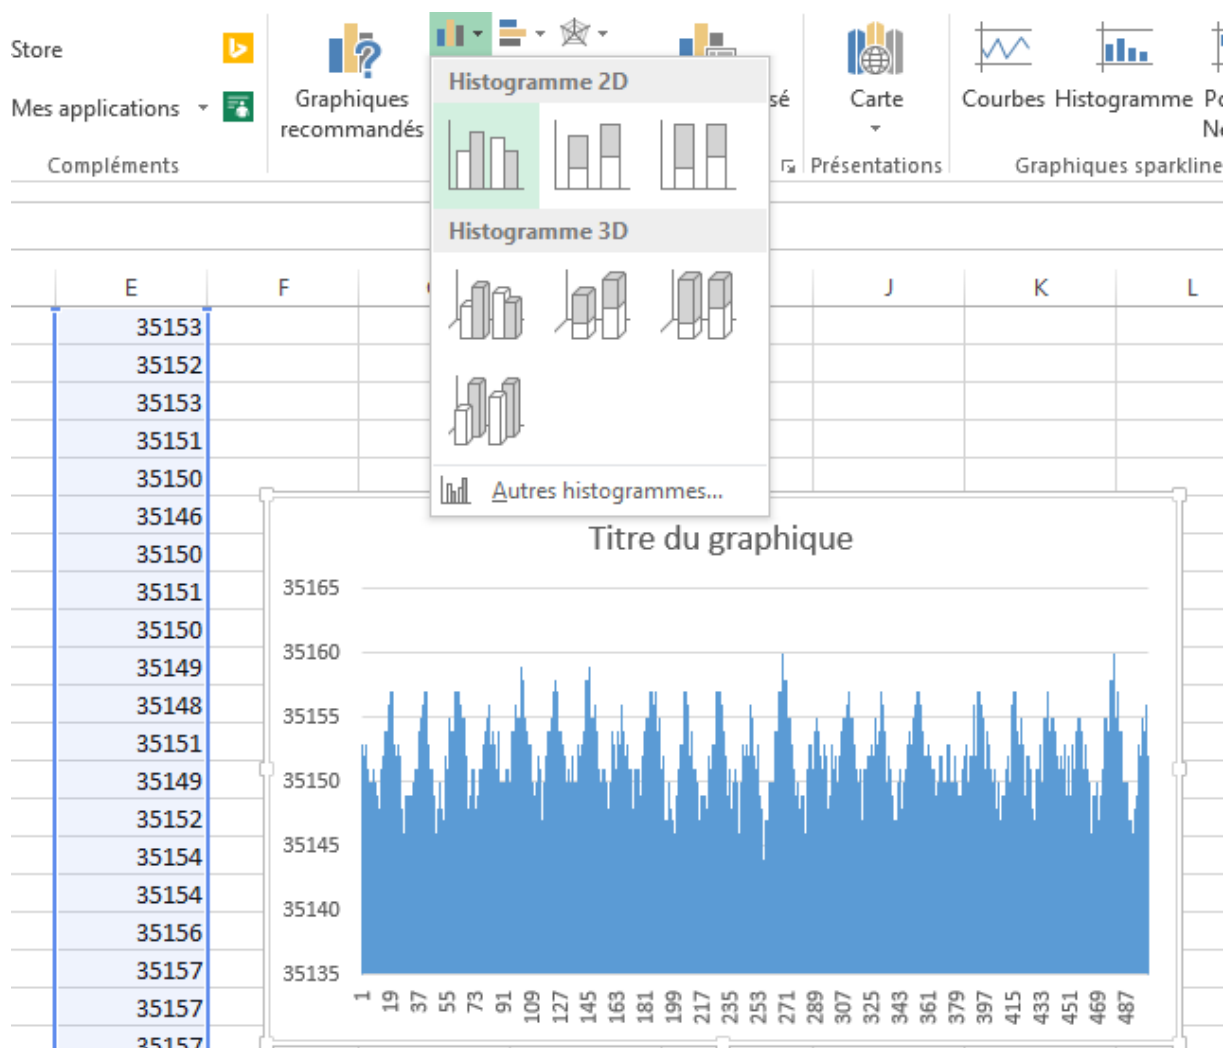 Store
Mes applications
Compléments
Graphiques
recommandés
Histogramme 2D
Histogramme 3D
Autres histogrammes...
sé
Carte
Présentations
Courbes
Histogramme
Graphiques sparkline
E
F
J
K
L
35153
35152
35153
35151
35150
35146
35150
35151
35150
35149
35148
35151
35149
35152
35154
35154
35156
35157
35157
35157
Titre du graphique
35165
35160
35155
35150
35145
35140
35135
1 19 37 55 73 91 109 127 145 163 181 199 217 235 253 271 289 307 325 343 361 379 397 415 433 451 469 487